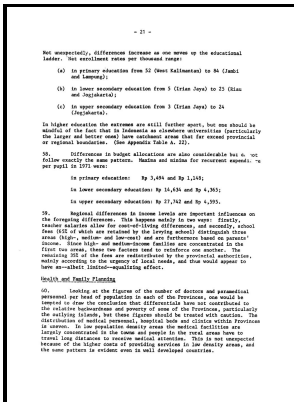 - 21 -
Not unexpectedly, differences increase as one moves up the educational
ladder. Net enrollment rates per thousand range:
(a) in primary education from 52 (West Kalimantan) to 84 (Jambi
and Lampung);
(b) in lower secondary education from 5 (Irian Jaya) to 23 (Riau
and Jogjakarta);
(c) in upper secondary education from 3 (Irian Jaya) to 24
(Jogjakarta).
In higher education the extremes are still further apart, but one should be
mindful of the fact that in Indonesia as elsewhere universities (particularly
the larger and better ones) have catchment areas that far exceed provincial
or regional boundaries. (See Appendix Table A. 22).
58. Differences in budget allocations are also considerable but
follow exactly the same pattern. Maxima and minima for recurrent
per pupil in 1971 were:
in primary education: Rp 3,494 and Rp 1,148;
in lower secondary education: Rp 14,634 and Rp 4,365;
in upper secondary education: Rp 27,742 and Rp 4,595.
59. Regional differences in income levels are important influences on
the foregoing differences. This happens mainly in two ways: Firstly,
teacher salaries allow for cost-of-living differences, and secondly, school
fees (65% of which are retained by the levying school) distinguish three
areas (high-, medium- and low-cost) and are furthermore based on parents'
income. Since high- and medium-income families are concentrated in the
first two areas, these two factors tend to reinforce one another. The
remaining 35% of the fees are redistributed by the provincial authorities,
mainly according to the urgency of local needs, and thus would appear to
have an--albeit limited--equalizing effect.
Health and Family Planning
60. Looking at the figures of the number of doctors and paramedical
personnel per head of population in each of the Provinces, one would be
tempted to draw the conclusion that differentials have not contributed to
the relative backwardness and poverty of some of the Provinces, particularly
the outlying islands, but these figures should be treated with caution. The
distribution of medical personnel, hospital beds and clinics within Provinces
is uneven. In low population density areas the medical facilities are
largely concentrated in the towns and people in the rural areas have to
travel long distances to receive medical attention. This is not unexpected
because of the higher costs of providing services in low density areas, and
the same pattern is evident even in well developed countries.